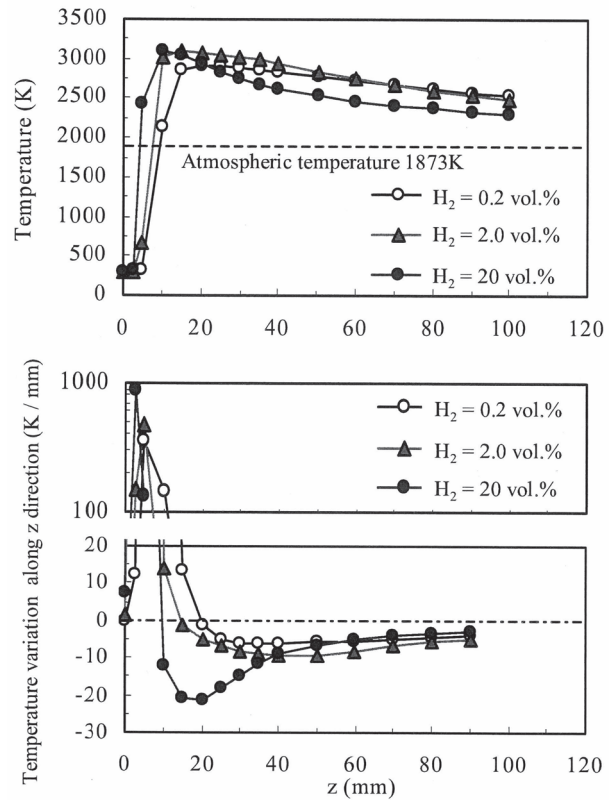 Temperature (K)
3500
3000
2500
2000
1500
1000
500
0
Atmospheric temperature 1873K
H₂ = 0.2 vol.%
H₂ = 2.0 vol.%
H₂ = 20 vol.%
0 20 40 60 80 100 120
Temperature variation along z direction (K / mm)
1000
100
20
10
0
-10
-20
-30
H₂ = 0.2 vol.%
H₂ = 2.0 vol.%
H₂ = 20 vol.%
0 20 40 60 80 100 120
z (mm)